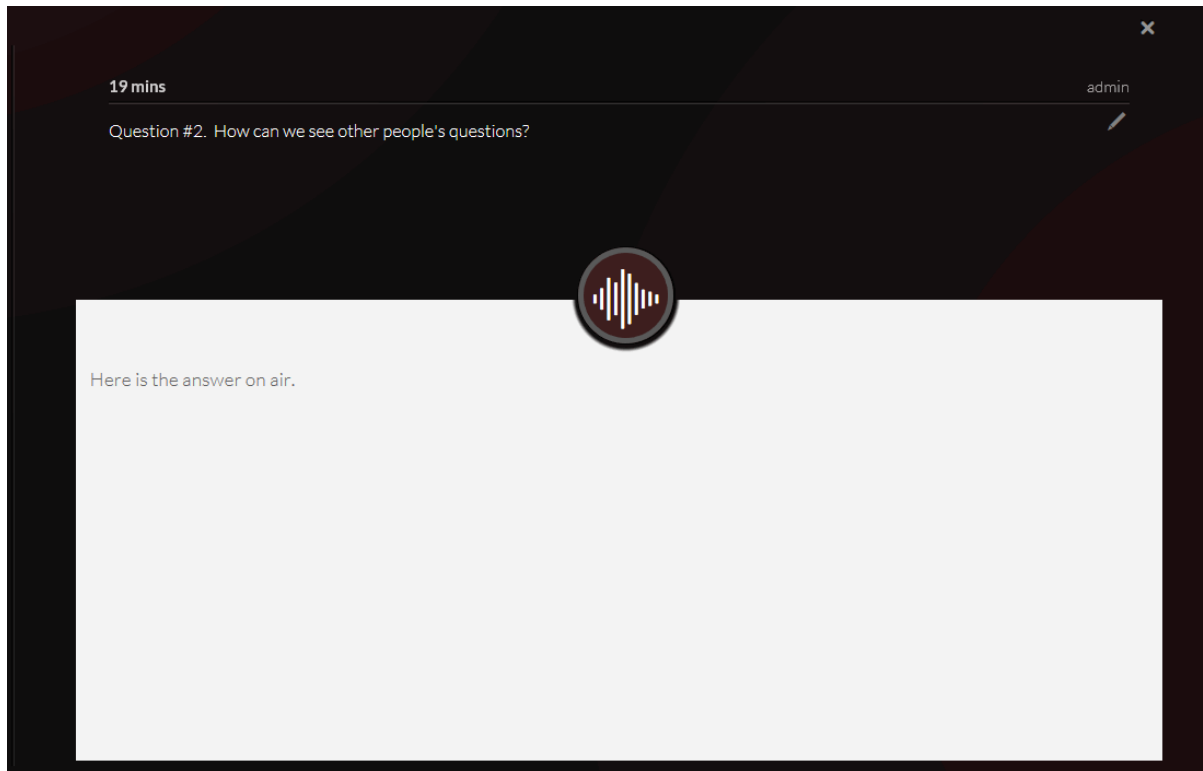 19 mins
admin
Question #2. How can we see other people's questions?
Here is the answer on air.